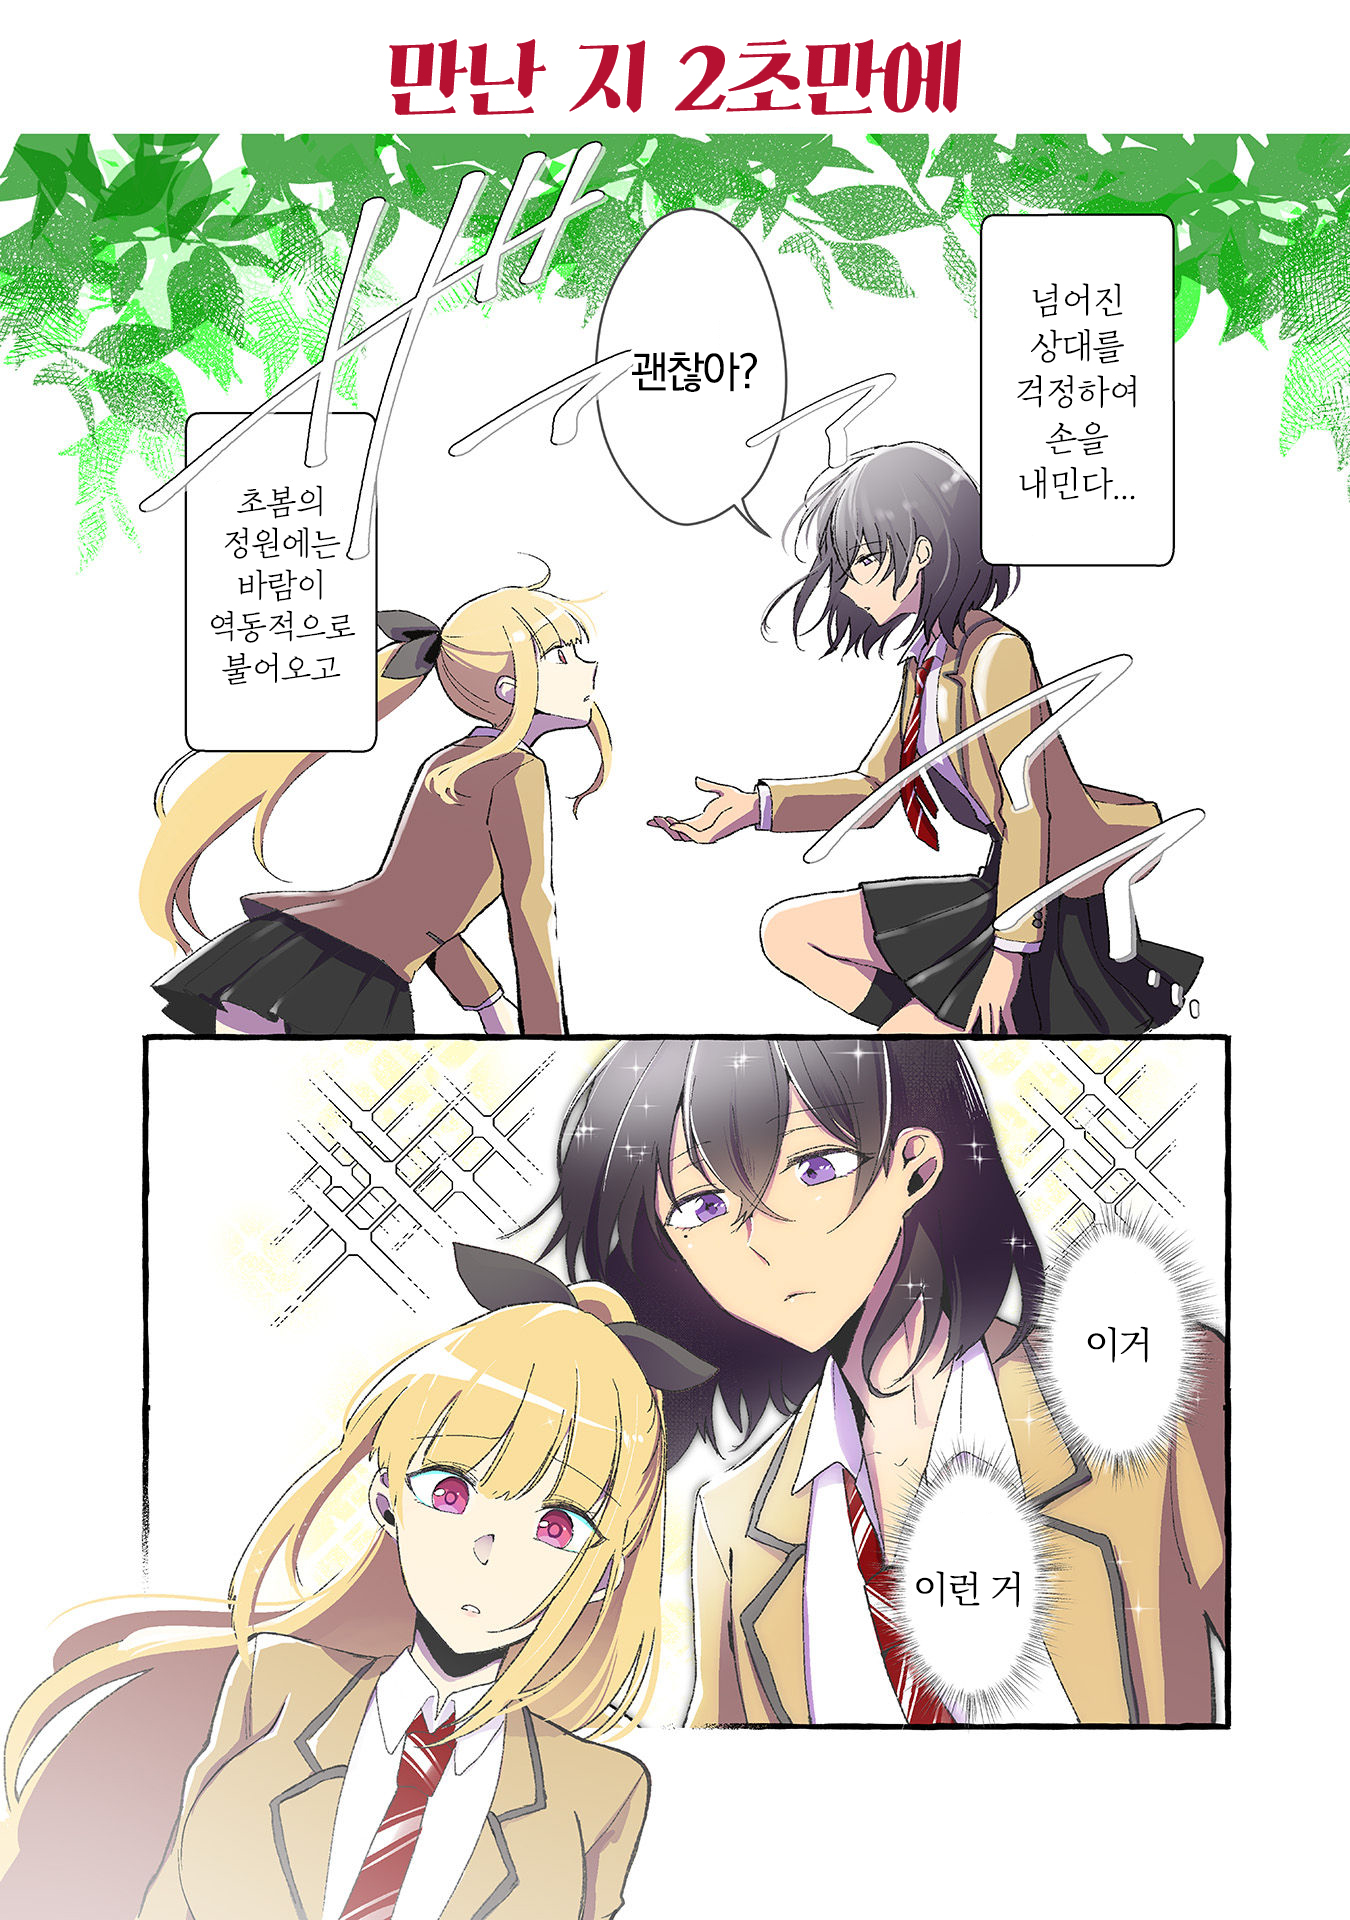 만난 지 2초만에
넘어진
상대를
걱정하여
손을
내민다...
괜찮아?
초봄의
정원에는
바람이
역동적으로
불어오고
이거
이런 거